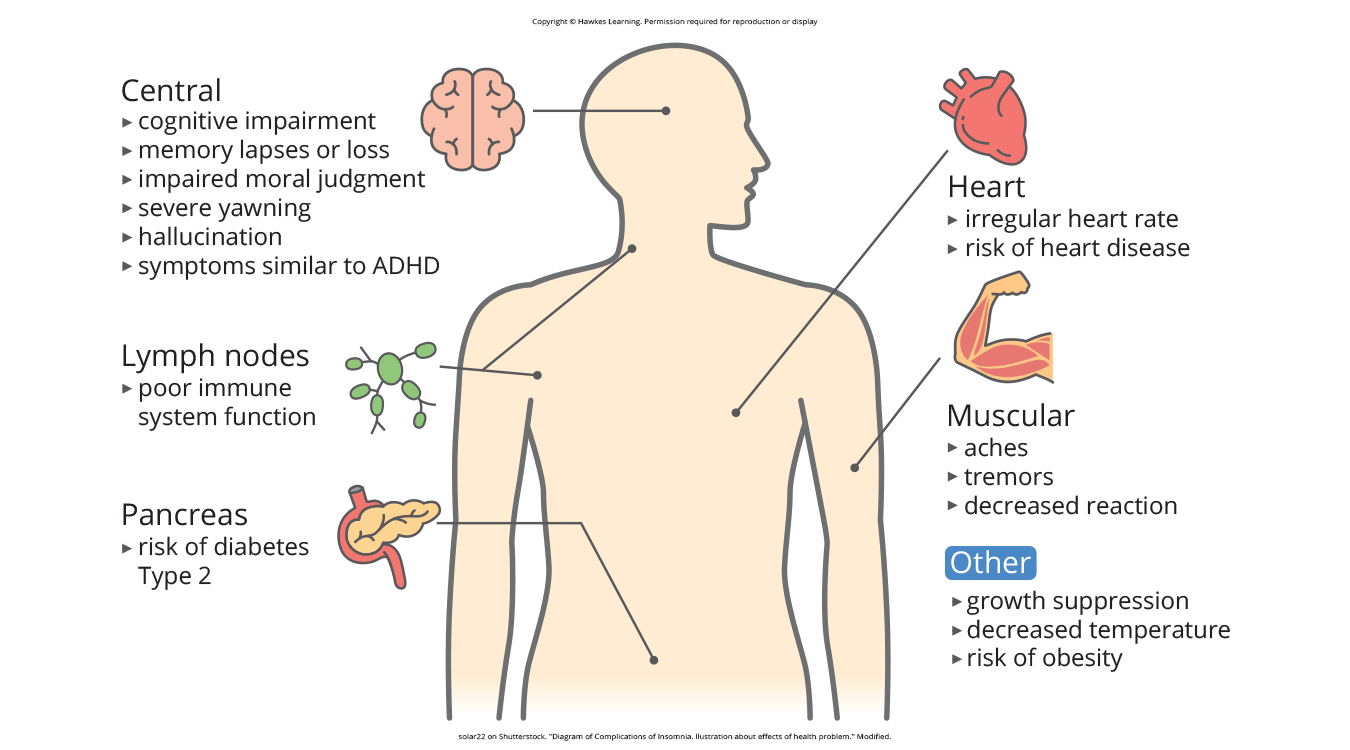 Copyright © Hawkes Learning. Permission required for reproduction or display
Central
▸ cognitive impairment
▸ memory lapses or loss
▸ impaired moral judgment
▸ severe yawning
▸ hallucination
▸ symptoms similar to ADHD
Lymph nodes
▸ poor immune
system function
Pancreas
▸ risk of diabetes
Type 2
Heart
▸ irregular heart rate
▸ risk of heart disease
Muscular
▸ aches
▸ tremors
▸ decreased reaction
Other
▸ growth suppression
▸ decreased temperature
▸ risk of obesity
solar22 on Shutterstock. "Diagram of Complications of Insomnia. llustration about effects of health problem." Modified.